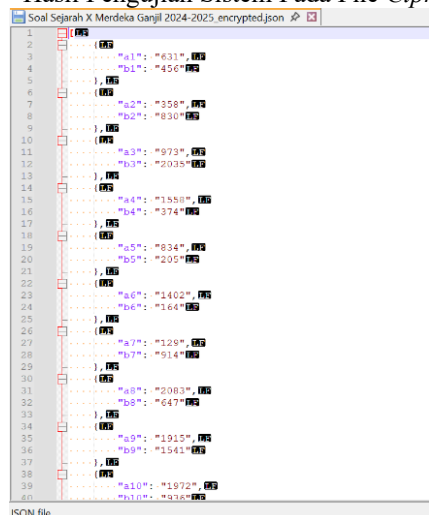 Hasil Pengujian Sistem Pada File Cip
Soal Sejarah X Merdeka Ganjil 2024-2025_encrypted.json
1 [LF
2 {LF
3 "a1": "631",LF
4 "b1": "456"LF
5 },LF
6 {LF
7 "a2": "358",LF
8 "b2": "830"LF
9 },LF
10 {LF
11 "a3": "973",LF
12 "b3": "2035"LF
13 },LF
14 {LF
15 "a4": "1558",LF
16 "b4": "374"LF
17 },LF
18 {LF
19 "a5": "834",LF
20 "b5": "205"LF
21 },LF
22 {LF
23 "a6": "1402",LF
24 "b6": "164"LF
25 },LF
26 {LF
27 "a7": "129",LF
28 "b7": "914"LF
29 },LF
30 {LF
31 "a8": "2083",LF
32 "b8": "647"LF
33 },LF
34 {LF
35 "a9": "1915",LF
36 "b9": "1541"LF
37 },LF
38 {LF
39 "a10": "1972",LF
40 "b10": "936"LF
JSON file